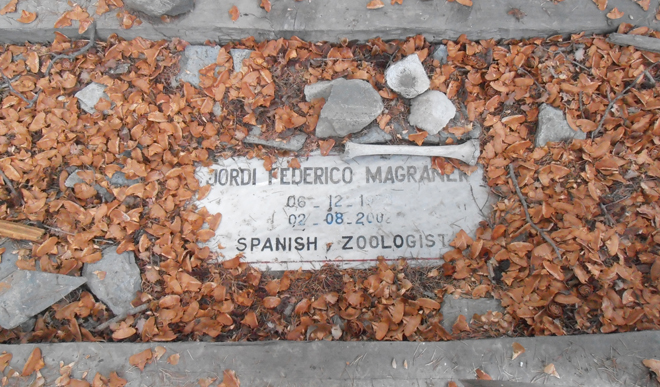 JORDI FEDERICO MAGRANER
06 - 12 - 1
02 - 08 - 200
SPANISH , ZOOLOGIST